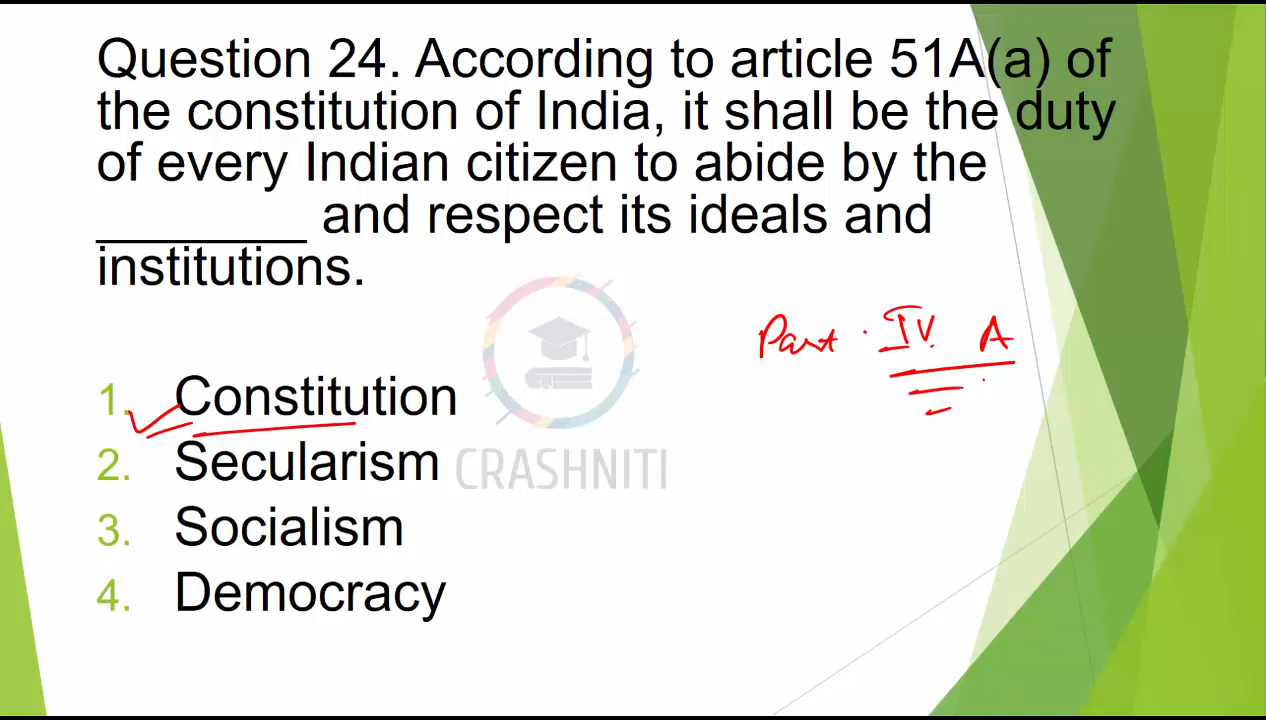 Question 24. According to article 51A(a) of
the constitution of India, it shall be the duty
of every Indian citizen to abide by the
________ and respect its ideals and
institutions.
Part. IV A
1. Constitution
2. Secularism
CRASHNITI
3. Socialism
4. Democracy